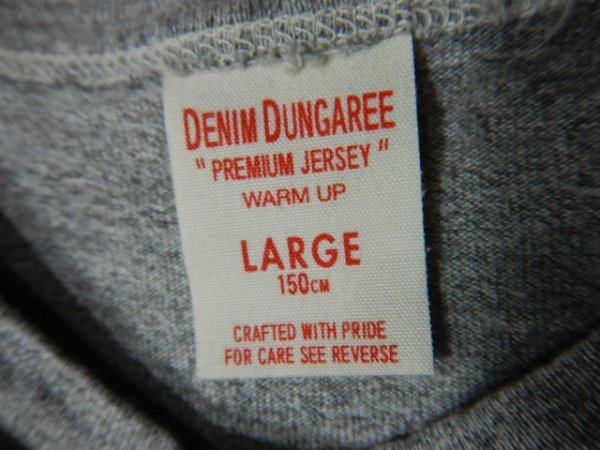 DENIM DUNGAREE
" PREMIUM JERSEY "
WARM UP
LARGE
150CM
CRAFTED WITH PRIDE
FOR CARE SEE REVERSE